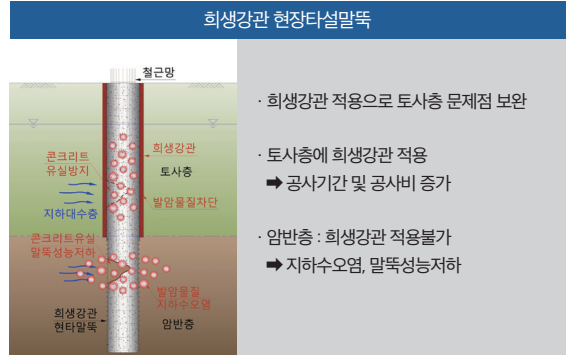 희생강관 현장타설말뚝
철근망
콘크리트
유실방지
희생강관
토사층
지하대수층
발암물질차단
콘크리트유실
말뚝성능저하
발암물질
지하수오염
희생강관
현타말뚝
암반층
· 희생강관 적용으로 토사층 문제점 보완
· 토사층에 희생강관 적용
➡ 공사기간 및 공사비 증가
· 암반층 : 희생강관 적용불가
➡ 지하수오염, 말뚝성능저하